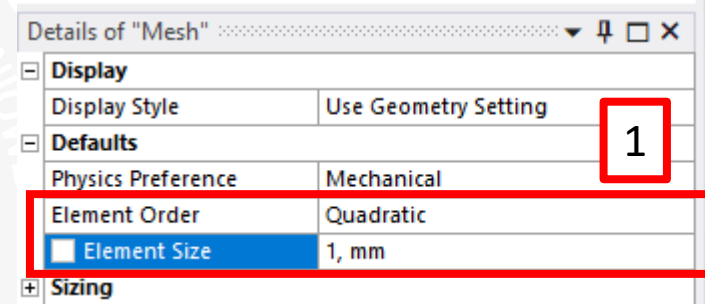 Details of "Mesh"
Display
Display Style Use Geometry Setting
Defaults
1
Physics Preference Mechanical
Element Order Quadratic
Element Size 1, mm
Sizing